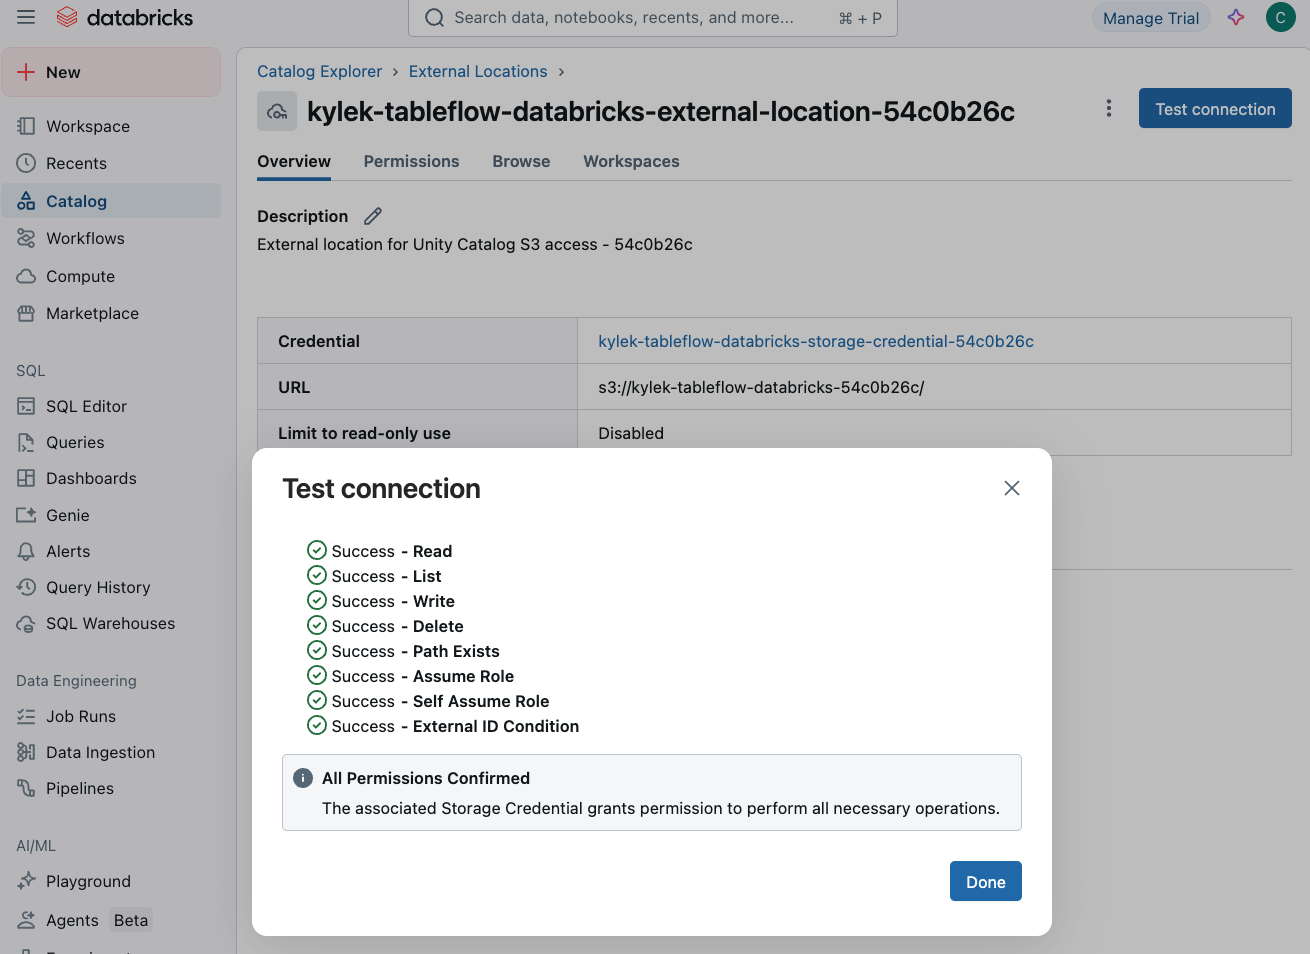 databricks
Search data, notebooks, recents, and more...
⌘ + P
Manage Trial
C
New
Workspace
Recents
Catalog
Workflows
Compute
Marketplace
SQL
SQL Editor
Queries
Dashboards
Genie
Alerts
Query History
SQL Warehouses
Data Engineering
Job Runs
Data Ingestion
Pipelines
AI/ML
Playground
Agents Beta
Catalog Explorer › External Locations ›
kylek-tableflow-databricks-external-location-54c0b26c
Test connection
Overview Permissions Browse Workspaces
Description
External location for Unity Catalog S3 access - 54c0b26c
Credential kylek-tableflow-databricks-storage-credential-54c0b26c
URL s3://kylek-tableflow-databricks-54c0b26c/
Limit to read-only use Disabled
Test connection
Success - Read
Success - List
Success - Write
Success - Delete
Success - Path Exists
Success - Assume Role
Success - Self Assume Role
Success - External ID Condition
All Permissions Confirmed
The associated Storage Credential grants permission to perform all necessary operations.
Done